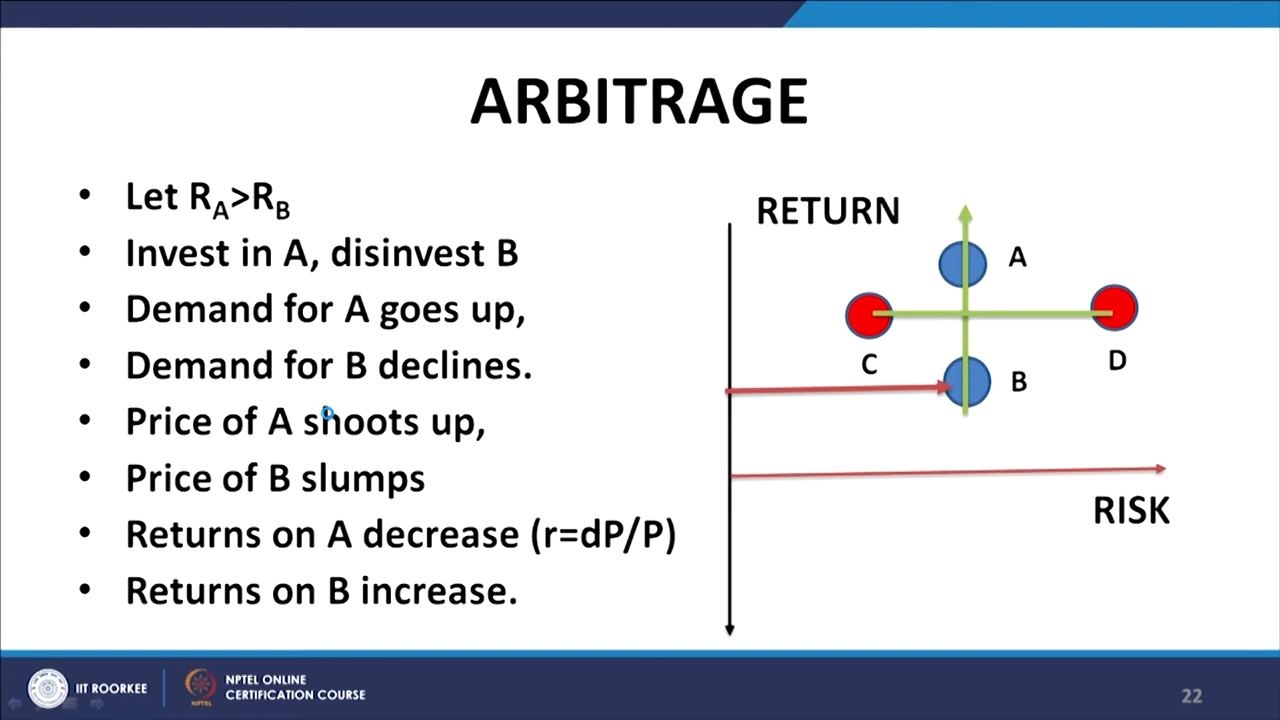 ARBITRAGE
• Let RA>RB
• Invest in A, disinvest B
• Demand for A goes up,
• Demand for B declines.
• Price of A shoots up,
• Price of B slumps
• Returns on A decrease (r=dP/P)
• Returns on B increase.
RETURN
A
C
D
B
RISK
IIT ROORKEE
NPTEL
NPTEL ONLINE
CERTIFICATION COURSE
22